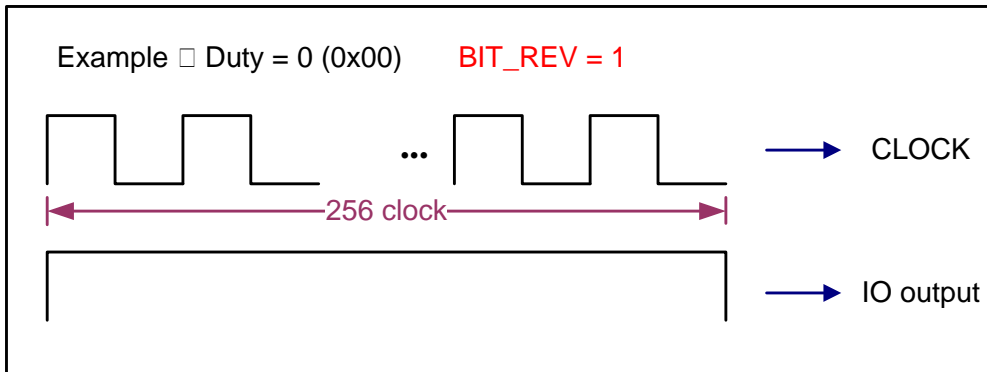 Example □ Duty = 0 (0x00) BIT_REV = 1
... CLOCK
256 clock
IO output